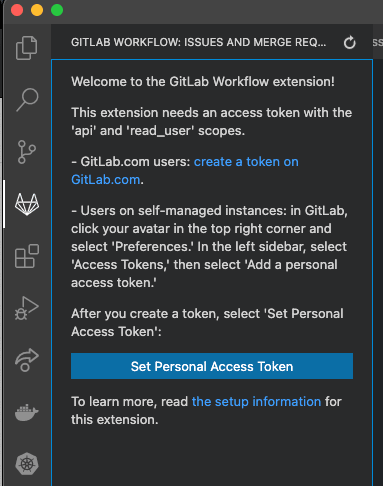 GITLAB WORKFLOW: ISSUES AND MERGE REQ...
Welcome to the GitLab Workflow extension!
This extension needs an access token with the
'api' and 'read_user' scopes.
- GitLab.com users: create a token on
GitLab.com.
- Users on self-managed instances: in GitLab,
click your avatar in the top right corner and
select 'Preferences.' In the left sidebar, select
'Access Tokens,' then select 'Add a personal
access token.'
After you create a token, select 'Set Personal
Access Token':
Set Personal Access Token
To learn more, read the setup information for
this extension.